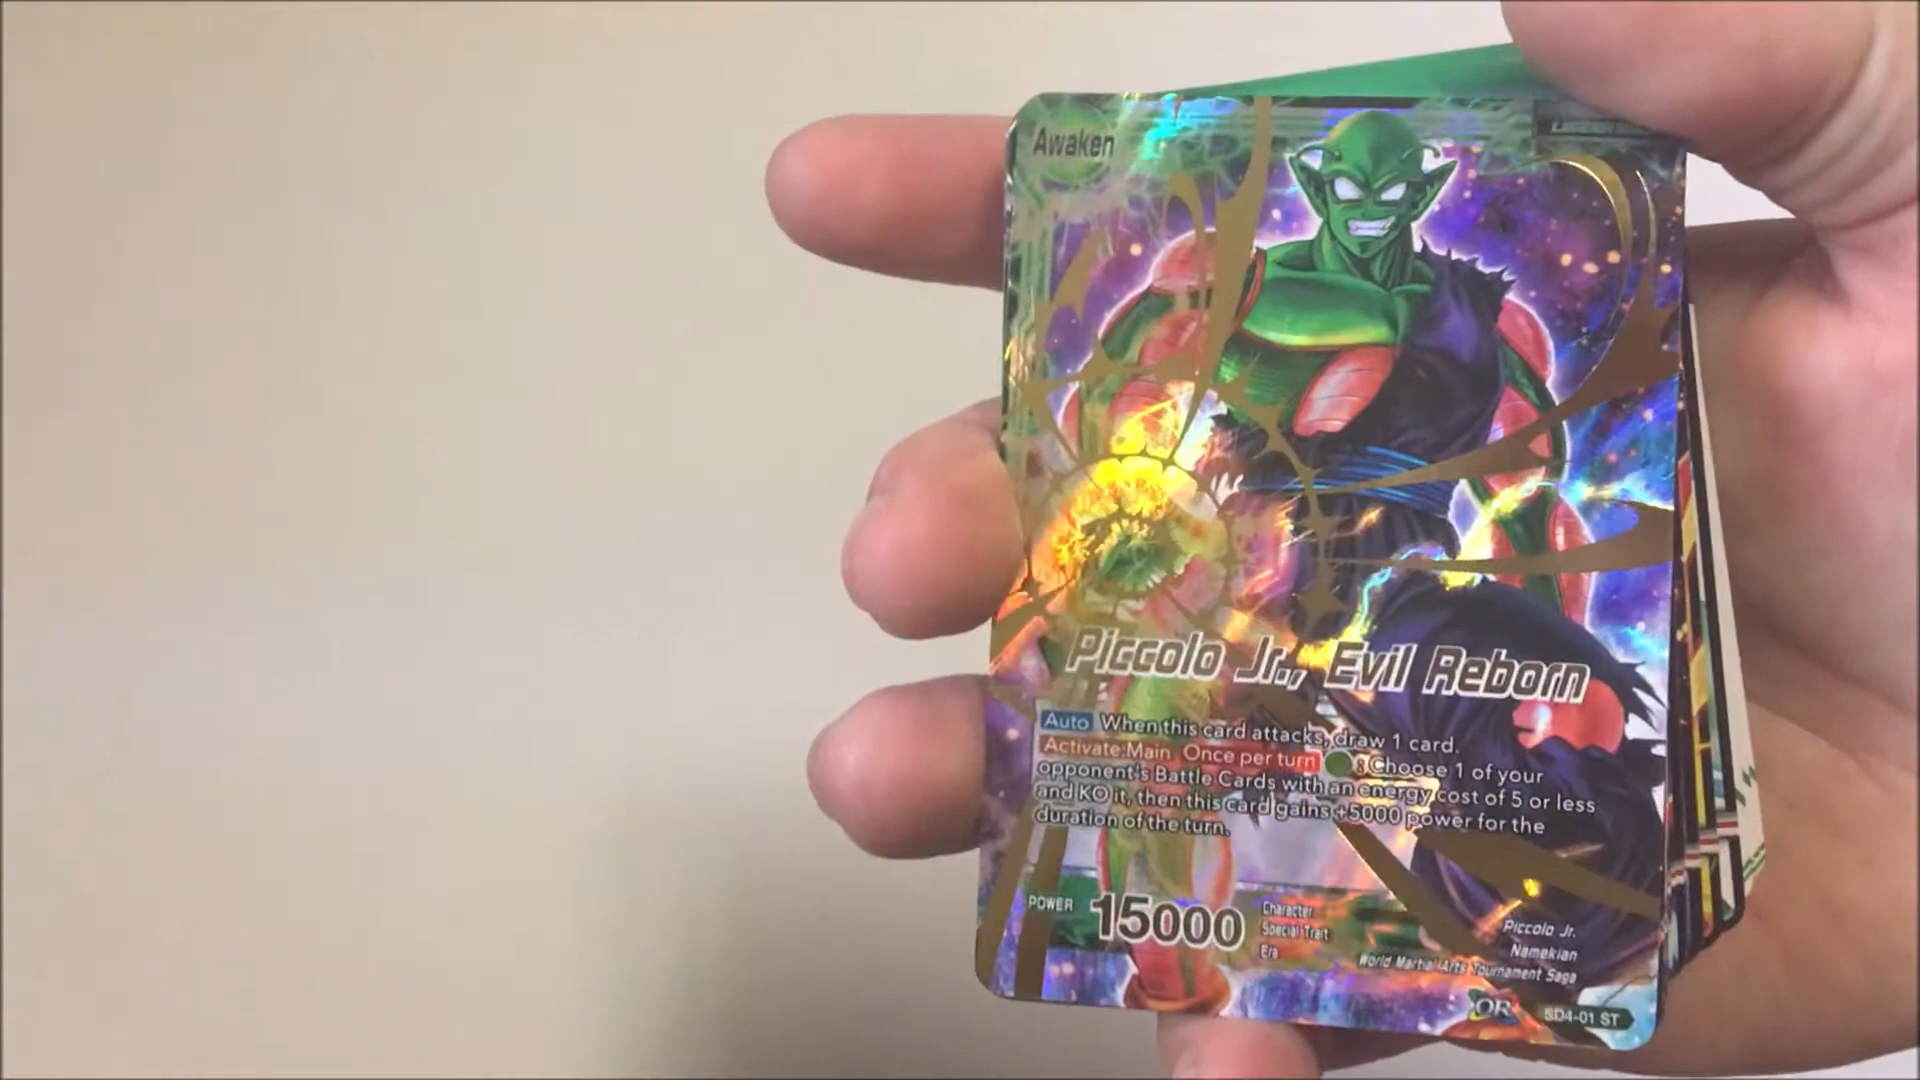 Awaken
Piccolo Jr., Evil Reborn
Auto When this card attacks, draw 1 card.
Activate:Main Once per turn : Choose 1 of your
opponent's Battle Cards with an energy cost of 5 or less
and KO it, then this card gains +5000 power for the
duration of the turn.
POWER 15000
Character Piccolo Jr.
Special Trait Namekian
Era World Martial Arts Tournament Saga
SD4-01 ST